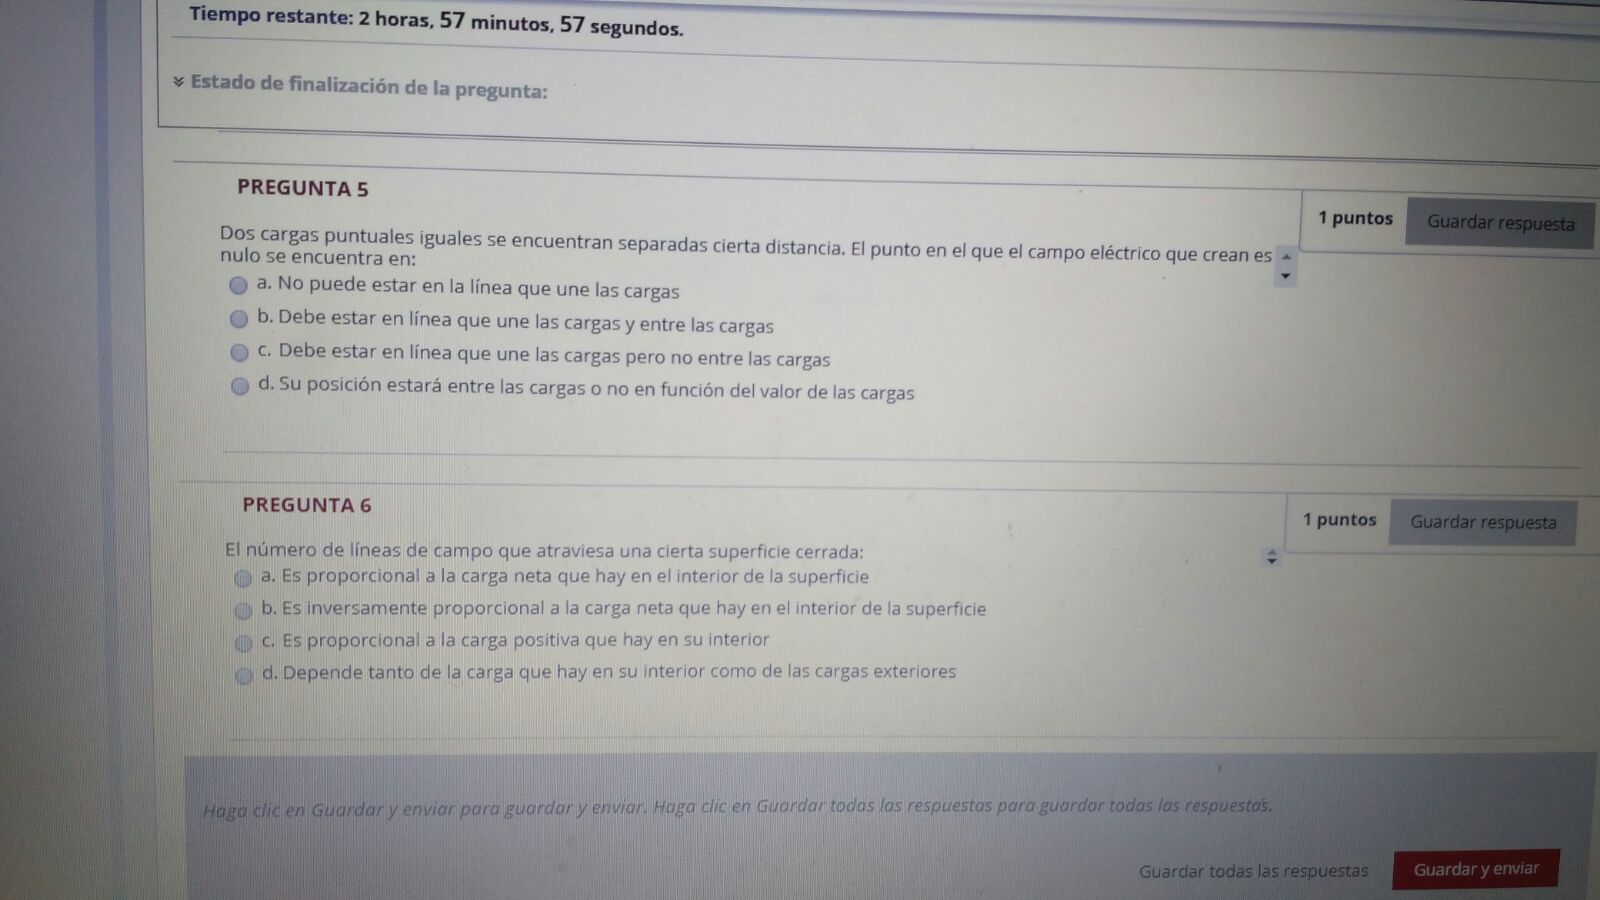 Tiempo restante: 2 horas, 57 minutos, 57 segundos.
Estado de finalización de la pregunta:
PREGUNTA 5
1 puntos
Guardar respuesta
Dos cargas puntuales iguales se encuentran separadas cierta distancia. El punto en el que el campo eléctrico que crean es
nulo se encuentra en:
a. No puede estar en la línea que une las cargas
b. Debe estar en línea que une las cargas y entre las cargas
c. Debe estar en línea que une las cargas pero no entre las cargas
d. Su posición estará entre las cargas o no en función del valor de las cargas
PREGUNTA 6
1 puntos
Guardar respuesta
El número de líneas de campo que atraviesa una cierta superficie cerrada:
a. Es proporcional a la carga neta que hay en el interior de la superficie
b. Es inversamente proporcional a la carga neta que hay en el interior de la superficie
c. Es proporcional a la carga positiva que hay en su interior
d. Depende tanto de la carga que hay en su interior como de las cargas exteriores
Haga clic en Guardar y enviar para guardar y enviar. Haga clic en Guardar todas las respuestas para guardar todas las respuestas.
Guardar todas las respuestas
Guardar y enviar